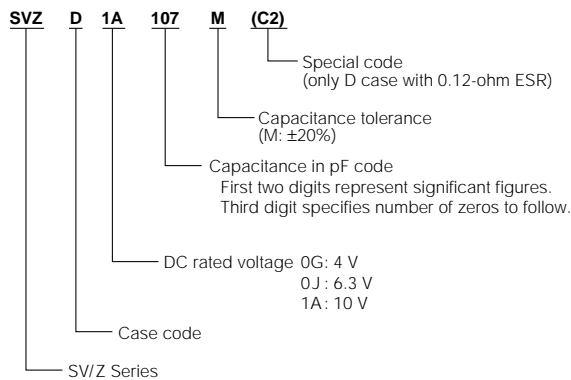 SVZ D 1A 107 M (C2)
Special code
(only D case with 0.12-ohm ESR)
Capacitance tolerance
(M: ±20%)
Capacitance in pF code
First two digits represent significant figures.
Third digit specifies number of zeros to follow.
DC rated voltage 0G: 4 V
0J : 6.3 V
1A: 10 V
Case code
SV/Z Series